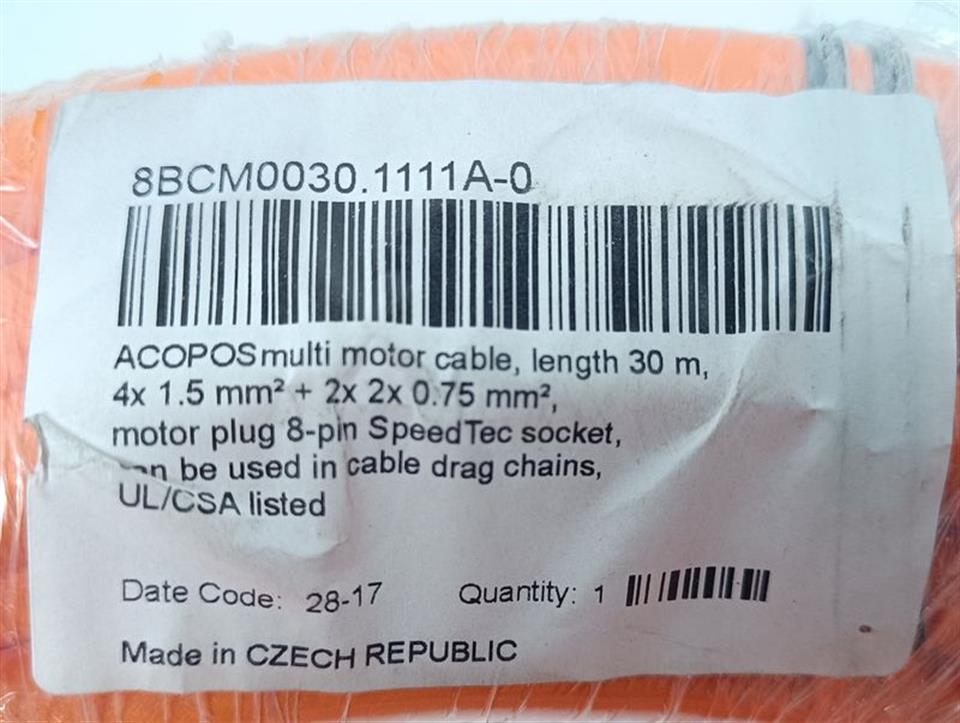 8BCM0030.1111A-0
ACOPOSmulti motor cable, length 30 m,
4x 1.5 mm² + 2x 2x 0.75 mm²,
motor plug 8-pin SpeedTec socket,
can be used in cable drag chains,
UL/CSA listed
Date Code: 28-17 Quantity: 1
Made in CZECH REPUBLIC